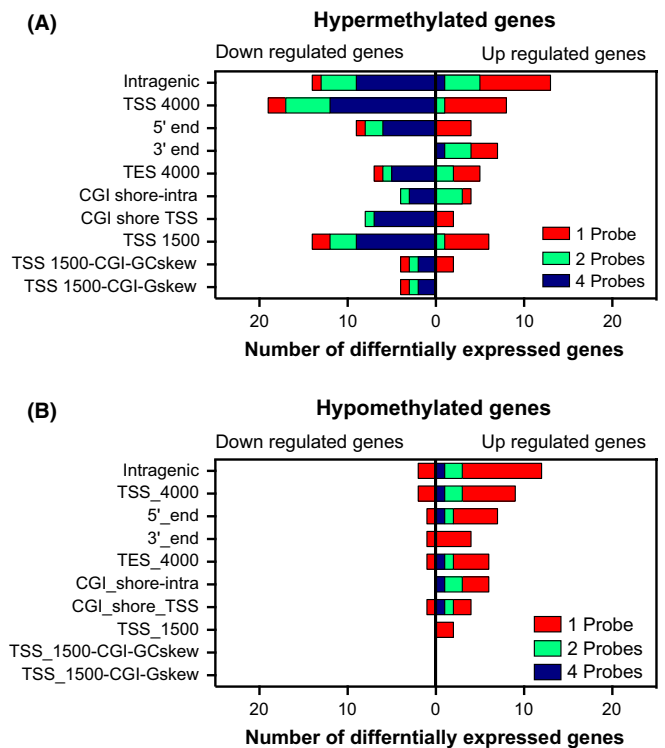 (A)
Hypermethylated genes
Down regulated genes
Up regulated genes
Intragenic
TSS 4000
5' end
3' end
TES 4000
CGI shore-intra
CGI shore TSS
TSS 1500
TSS 1500-CGI-GCskew
TSS 1500-CGI-Gskew
1 Probe
2 Probes
4 Probes
20 10 0 10 20
Number of differntially expressed genes
(B)
Hypomethylated genes
Down regulated genes
Up regulated genes
Intragenic
TSS_4000
5'_end
3'_end
TES_4000
CGI_shore-intra
CGI_shore_TSS
TSS_1500
TSS_1500-CGI-GCskew
TSS_1500-CGI-Gskew
1 Probe
2 Probes
4 Probes
20 10 0 10 20
Number of differntially expressed genes